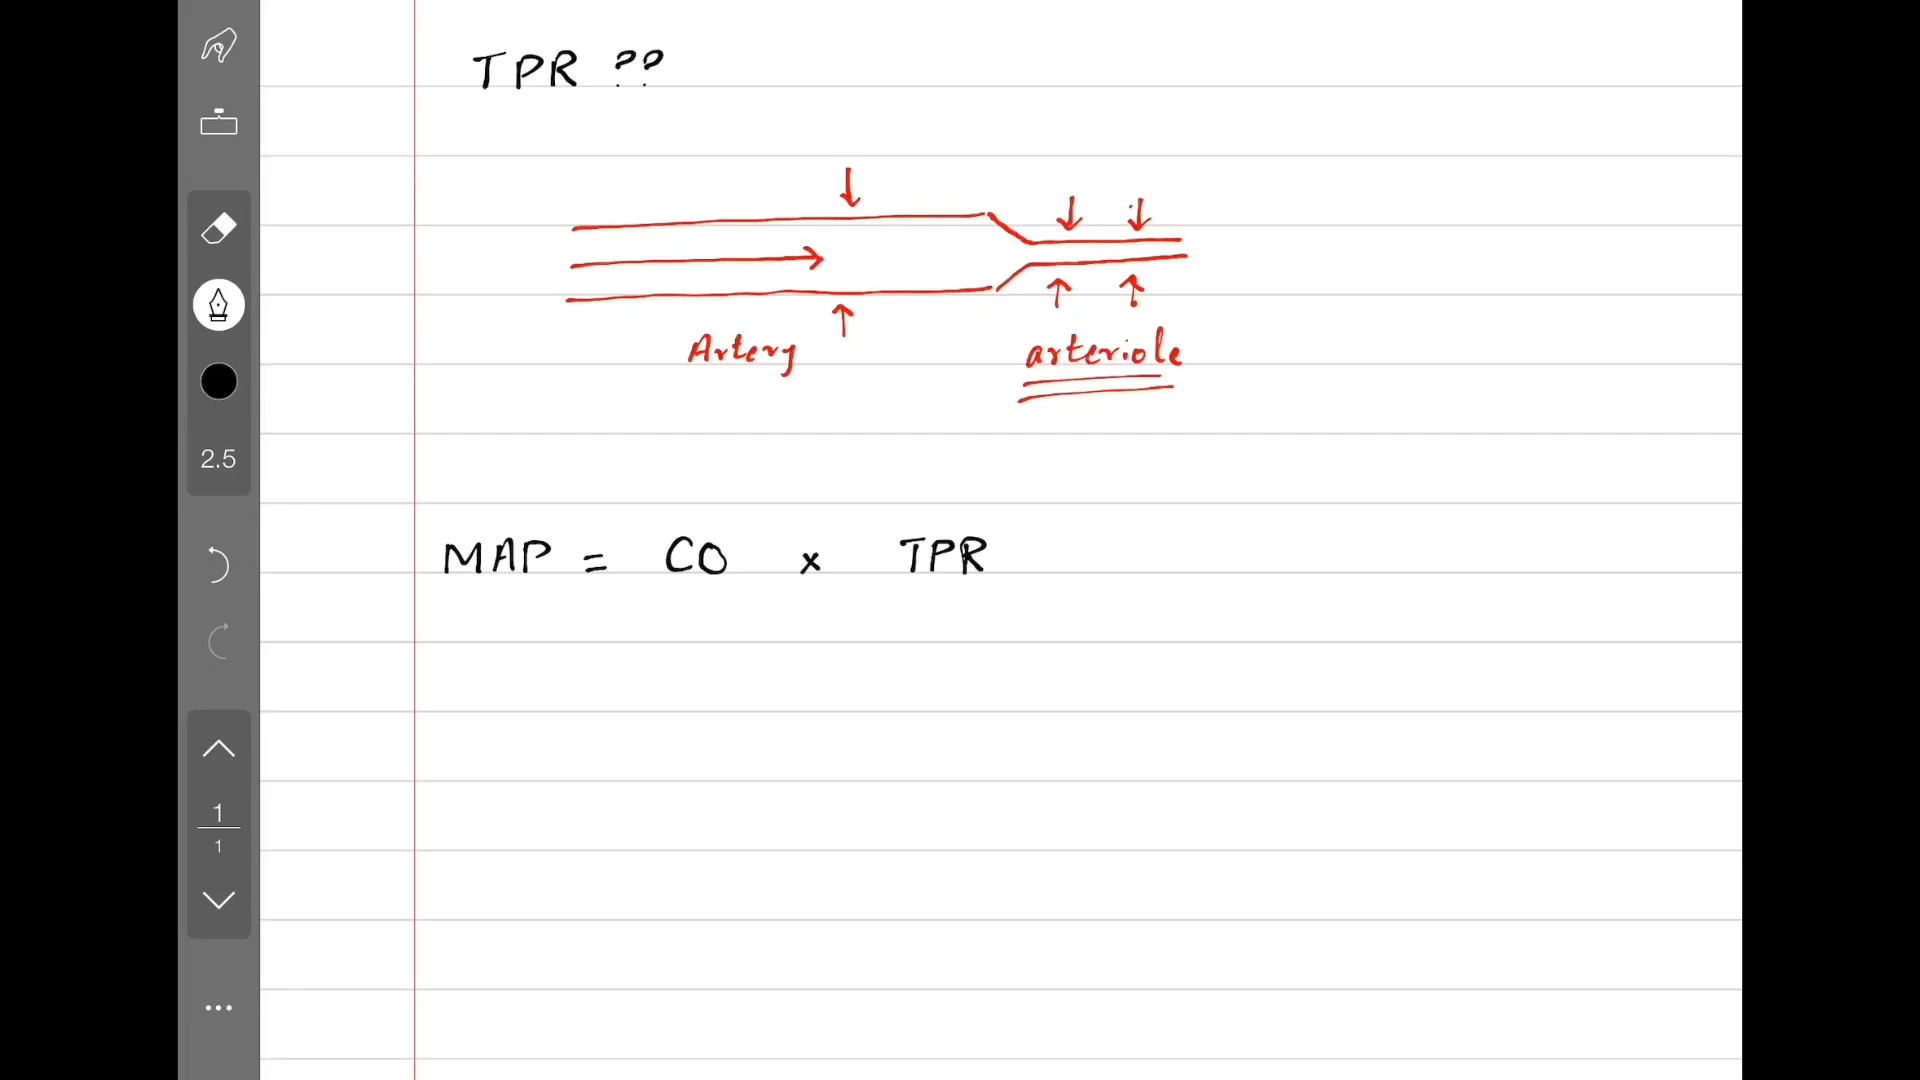 TPR ??
Artery
arteriole
MAP = CO × TPR
2.5
1
1